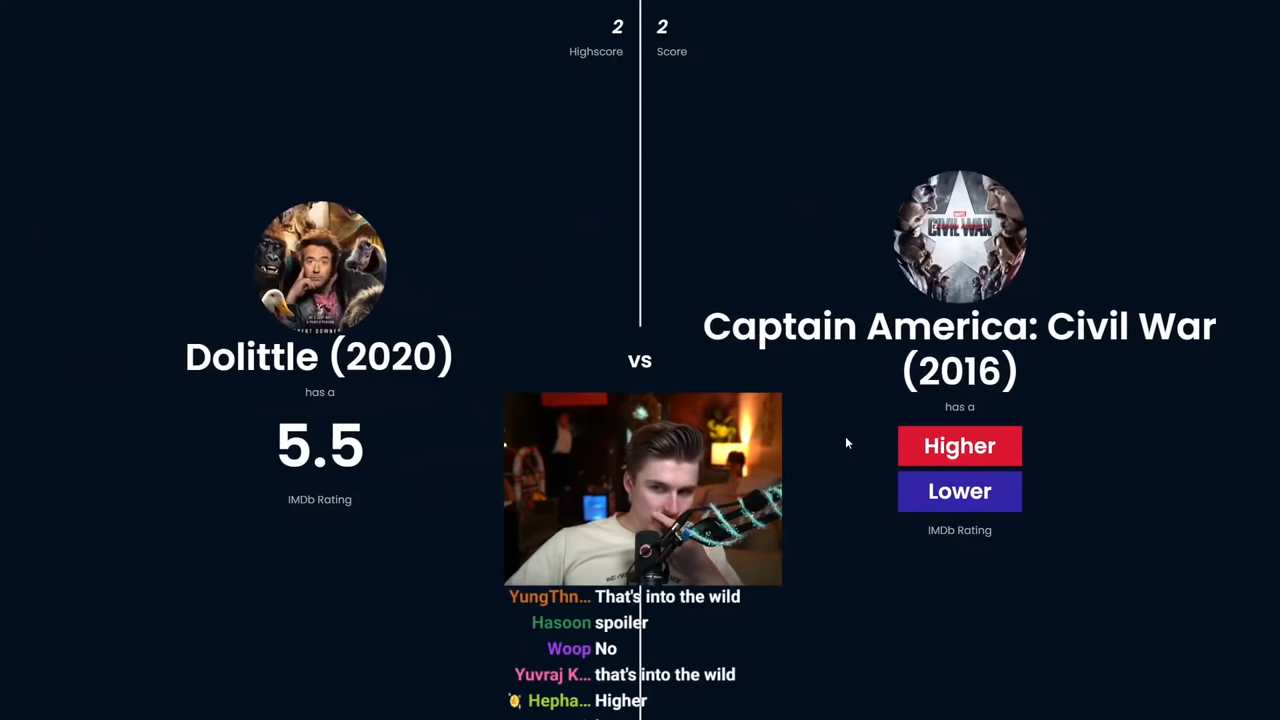 2
Highscore
2
Score
Dolittle (2020)
has a
5.5
IMDb Rating
vs
CIVIL WAR
Captain America: Civil War
(2016)
has a
Higher
Lower
IMDb Rating
YungThn... That's into the wild
Hasoon spoiler
Woop No
Yuvraj K... that's into the wild
Hepha... Higher